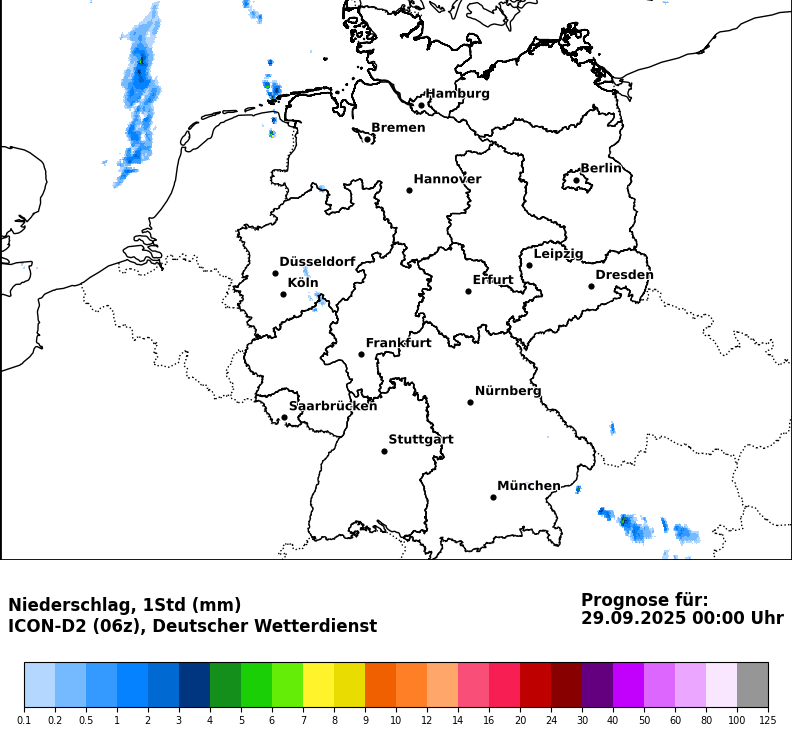 Hamburg
Bremen
Berlin
Hannover
Leipzig
Düsseldorf
Dresden
Köln
Erfurt
Frankfurt
Nürnberg
Saarbrücken
Stuttgart
München
Niederschlag, 1Std (mm)
ICON-D2 (06z), Deutscher Wetterdienst
Prognose für:
29.09.2025 00:00 Uhr
0.1 0.2 0.5 1 2 3 4 5 6 7 8 9 10 12 14 16 20 24 30 40 50 60 80 100 125